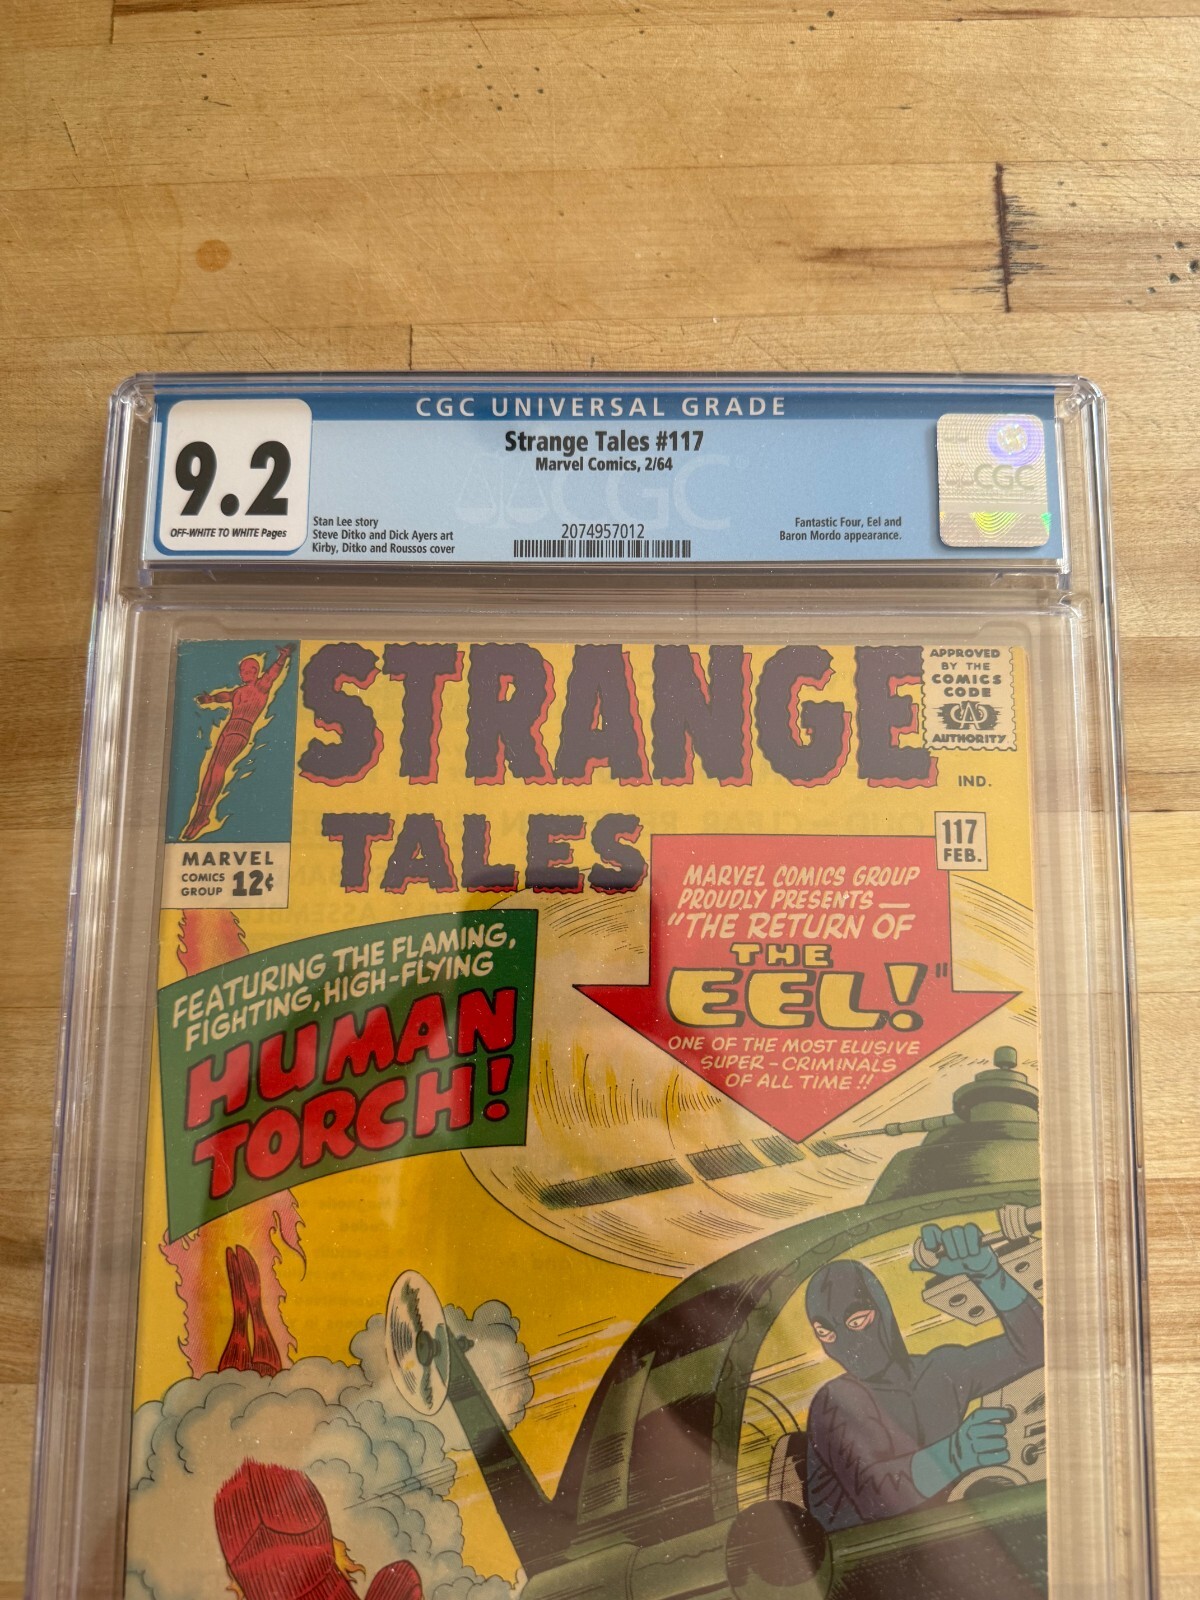 CGC UNIVERSAL GRADE
9.2
OFF-WHITE TO WHITE Pages
Strange Tales #117
Marvel Comics, 2/64
Stan Lee story
Steve Ditko and Dick Ayers art
Kirby, Ditko and Roussos cover
CGC
2074957012
Fantastic Four, Eel and
Baron Mordo appearance.
CGC
STRANGE
TALES
APPROVED
BY THE
COMICS
CODE
CA
AUTHORITY
IND.
MARVEL
COMICS
GROUP 12¢
117
FEB.
FEATURING THE FLAMING,
FIGHTING, HIGH-FLYING
HUMAN
TORCH!
MARVEL COMICS GROUP
PROUDLY PRESENTS—
"THE RETURN OF
THE
EEL!"
ONE OF THE MOST ELUSIVE
SUPER-CRIMINALS
OF ALL TIME!!